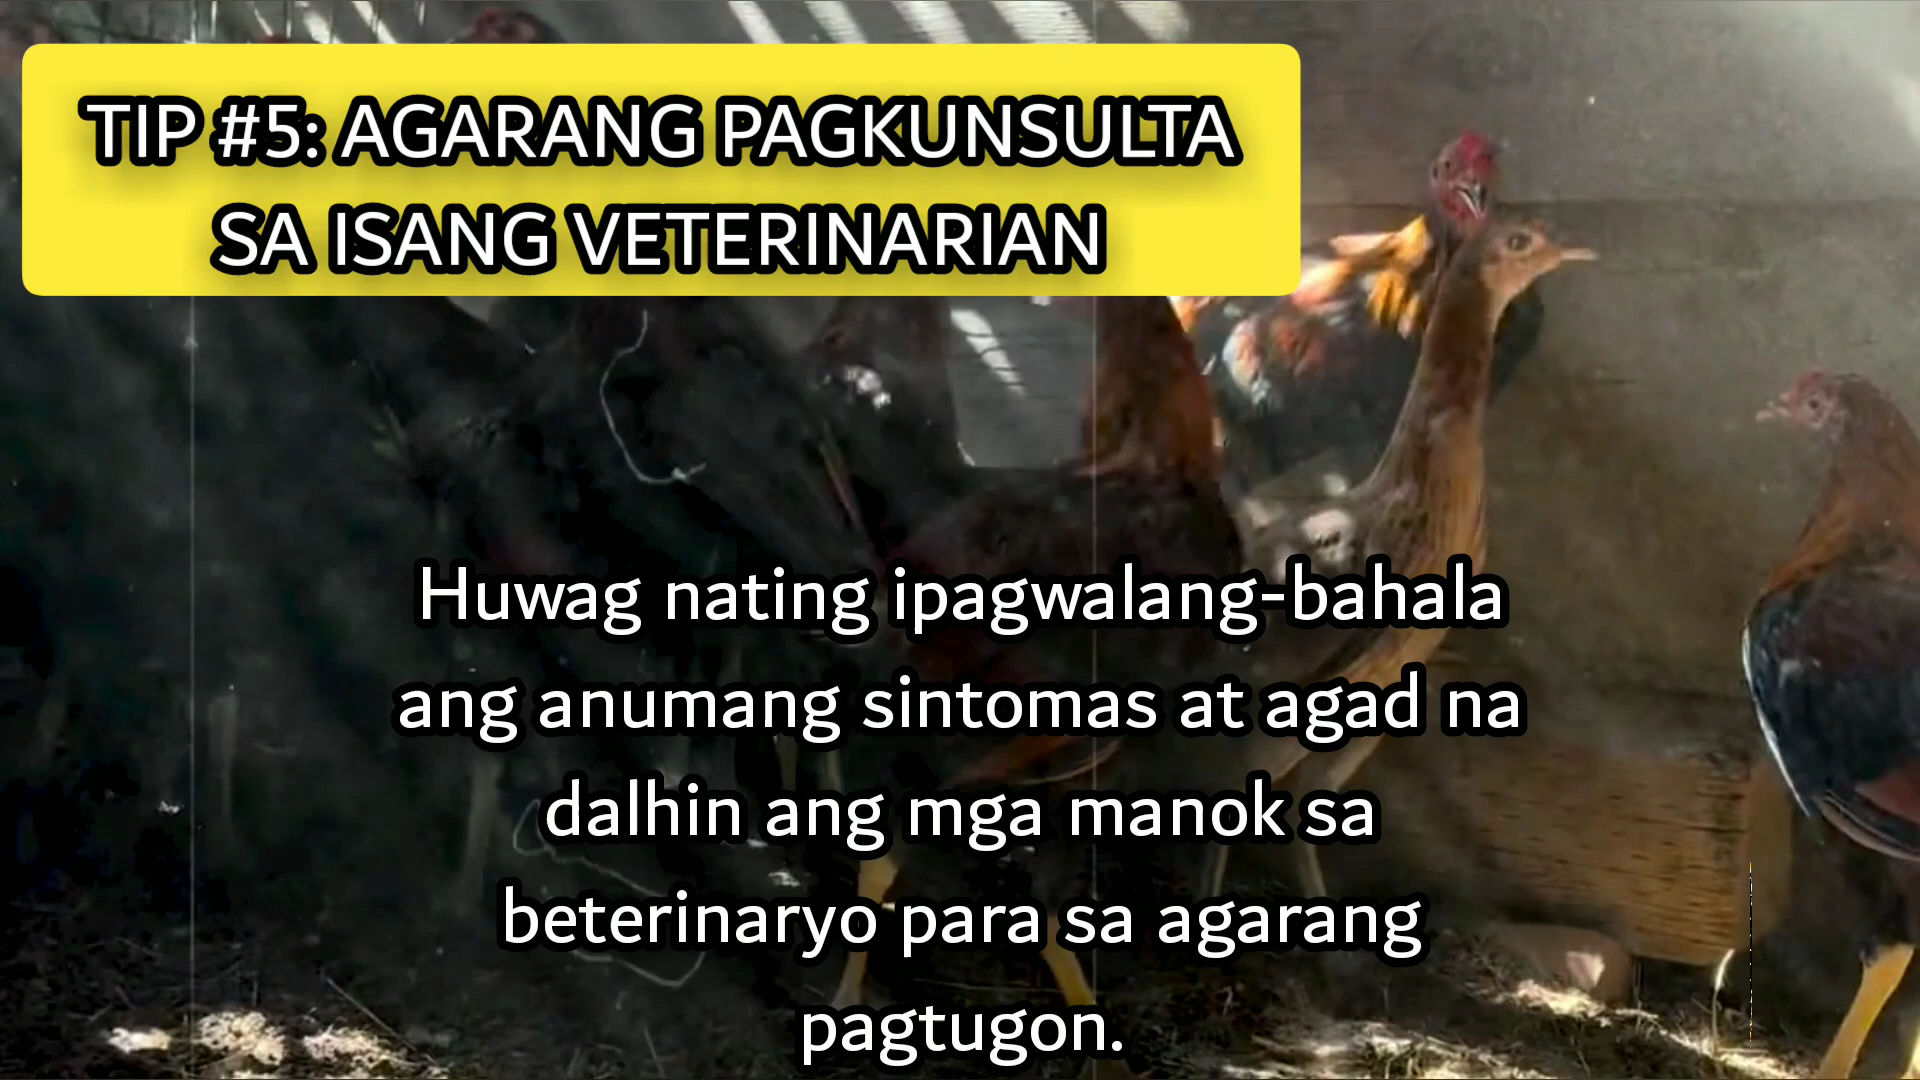 TIP #5: AGARANG PAGKUNSULTA
SA ISANG VETERINARIAN
Huwag nating ipagwalang-bahala
ang anumang sintomas at agad na
dalhin ang mga manok sa
beterinaryo para sa agarang
pagtugon.